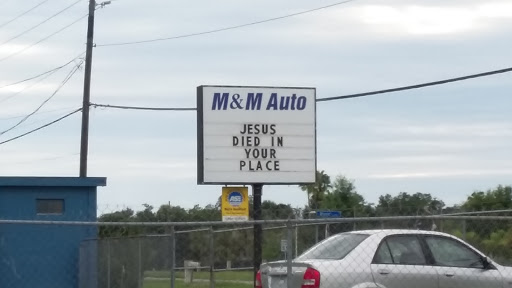 M&M Auto
JESUS
DIED IN
YOUR
PLACE